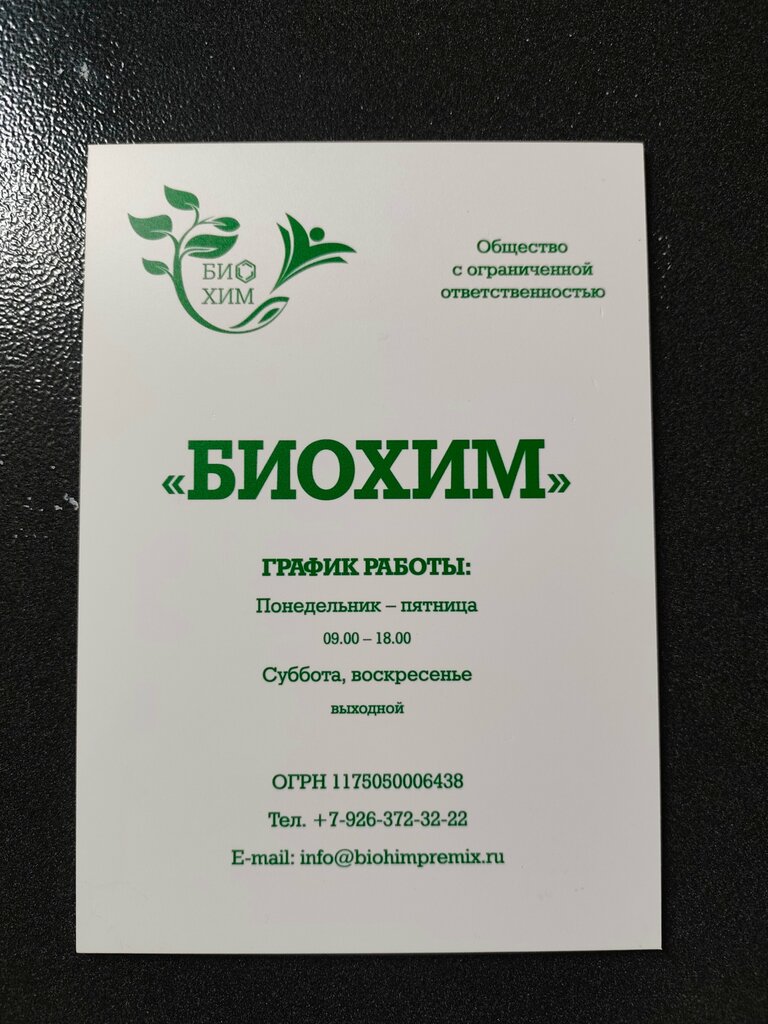 БИО
ХИМ
Общество
с ограниченной
ответственностью
«БИОХИМ»
ГРАФИК РАБОТЫ:
Понедельник – пятница
09.00 – 18.00
Суббота, воскресенье
выходной
ОГРН 1175050006438
Тел. +7-926-372-32-22
E-mail: info@biohimpremix.ru